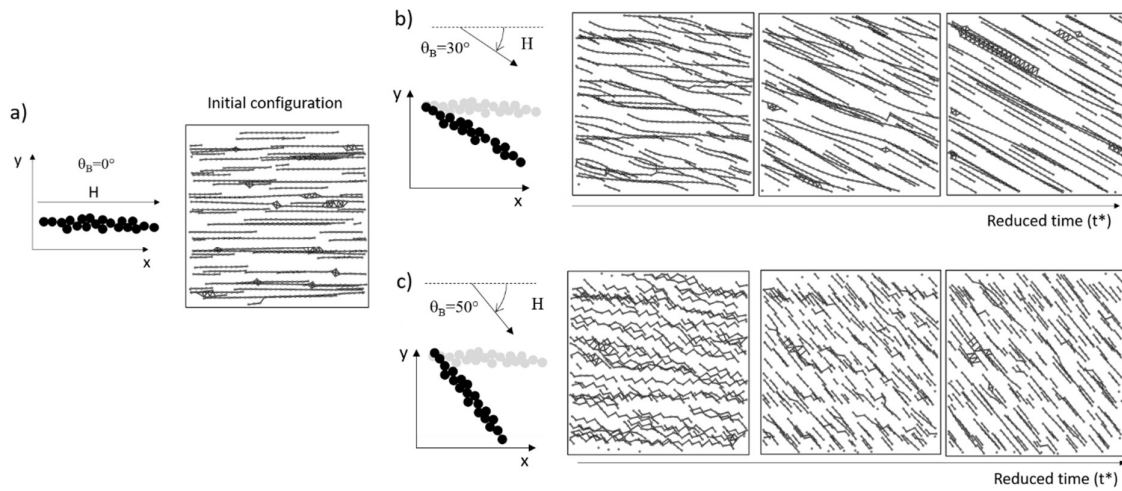 a)
y
θB=0°
H
x
Initial configuration
b)
θB=30°
H
y
x
Reduced time (t*)
c)
θB=50°
H
y
x
Reduced time (t*)